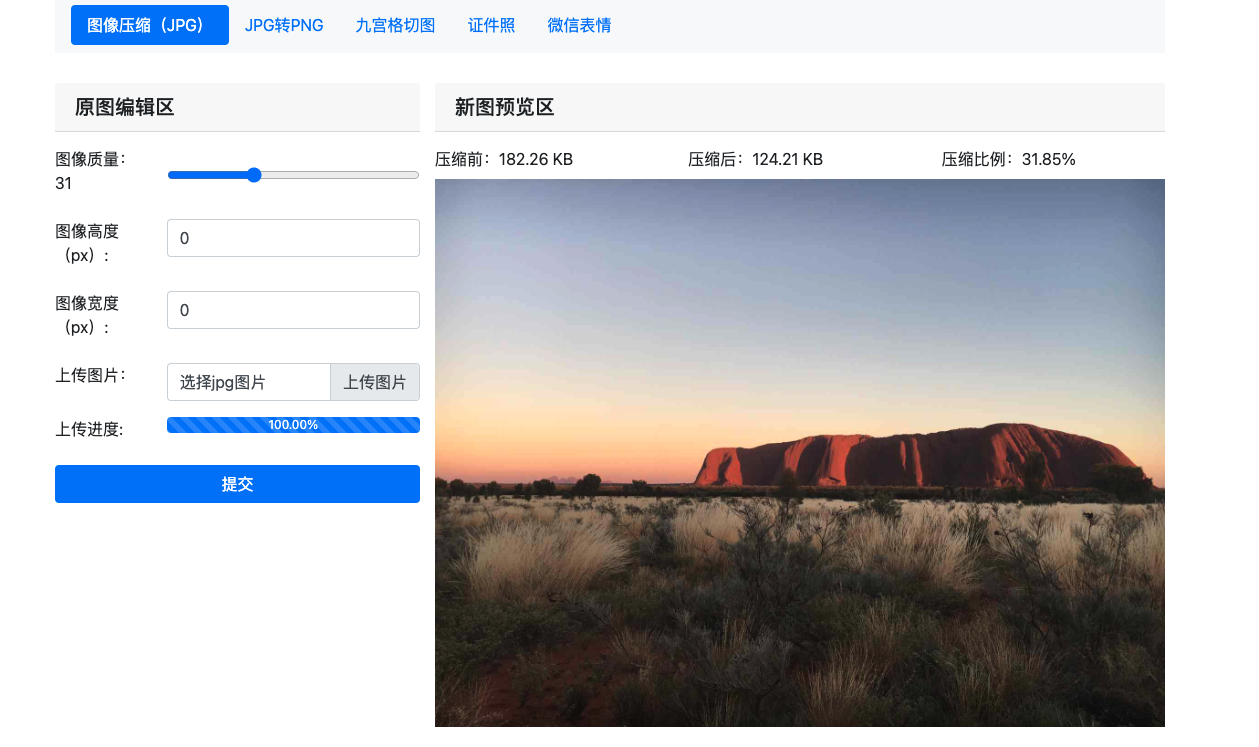 图像压缩（JPG） JPG转PNG 九宫格切图 证件照 微信表情
原图编辑区
图像质量：
31
图像高度
（px）：
0
图像宽度
（px）：
0
上传图片：
选择jpg图片 上传图片
上传进度:
100.00%
提交
新图预览区
压缩前：182.26 KB 压缩后：124.21 KB 压缩比例：31.85%